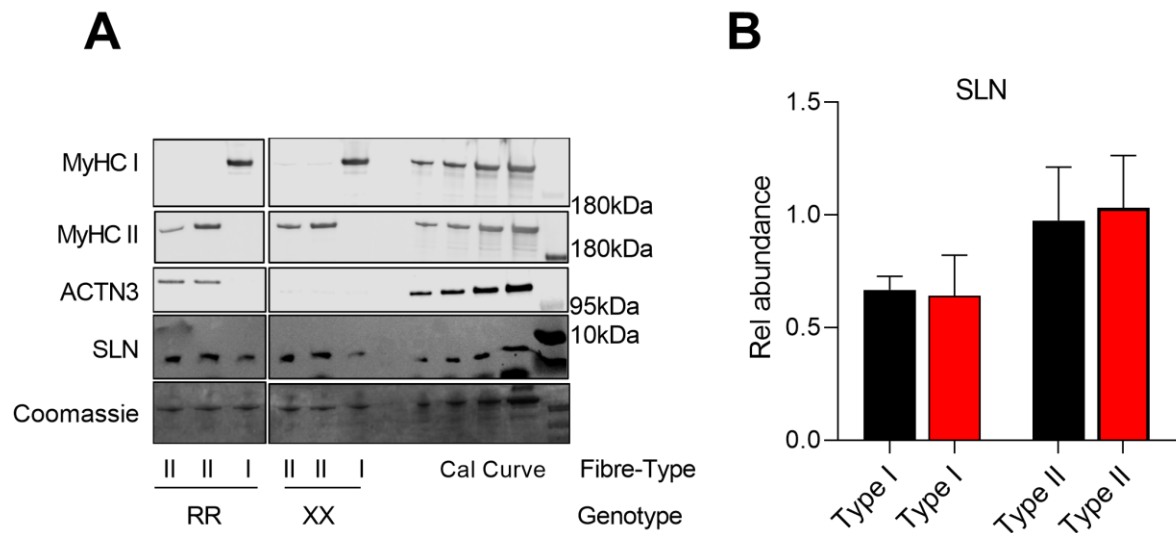 A
MyHC I
180kDa
MyHC II
180kDa
ACTN3
95kDa
SLN
10kDa
Coomassie
II II I II II I Cal Curve Fibre-Type
RR XX Genotype
B
SLN
Rel abundance
1.5
1.0
0.5
0.0
Type I Type I Type II Type II